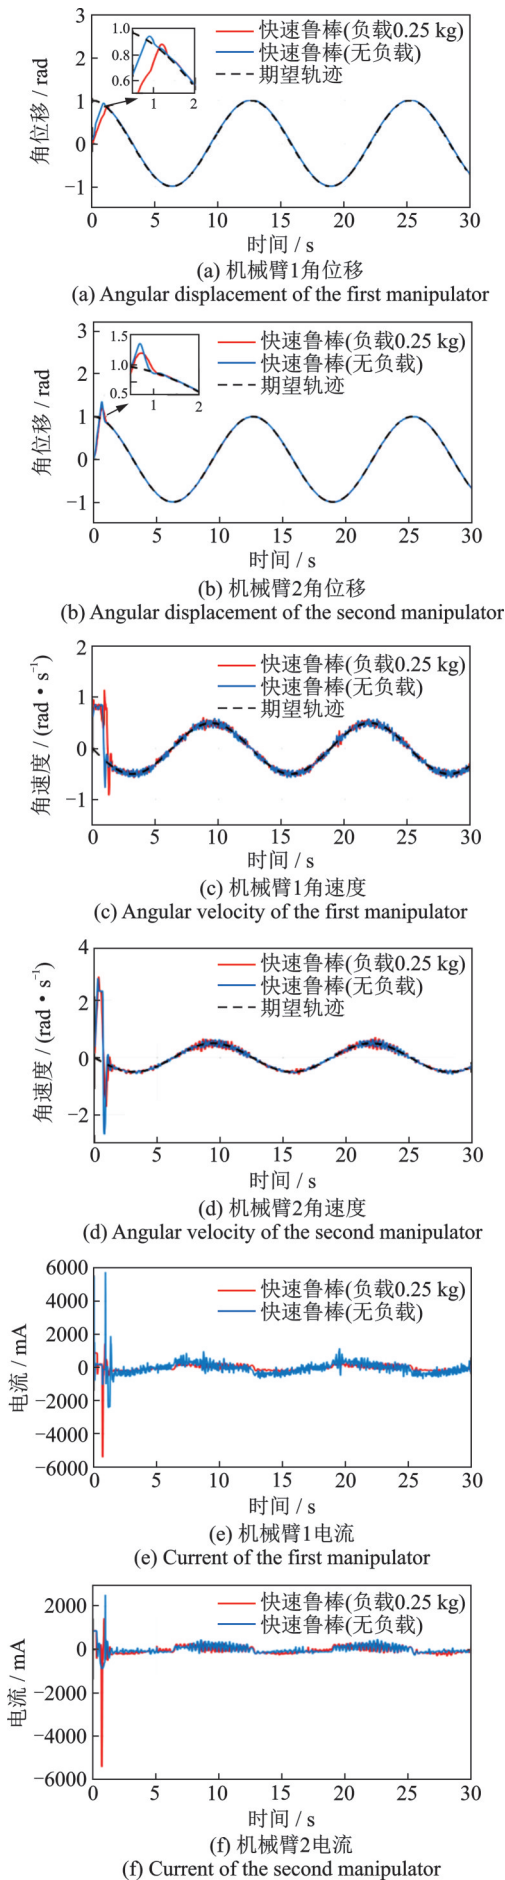 3
2
1
0
−1
角位移 / rad
1.0
0.8
0.6
1
2
快速鲁棒(负载0.25 kg)
快速鲁棒(无负载)
期望轨迹
0 5 10 15 20 25 30
时间 / s
(a) 机械臂1角位移
(a) Angular displacement of the first manipulator
3
2
1
0
−1
角位移 / rad
1.5
1.0
0.5
1
2
快速鲁棒(负载0.25 kg)
快速鲁棒(无负载)
期望轨迹
0 5 10 15 20 25 30
时间 / s
(b) 机械臂2角位移
(b) Angular displacement of the second manipulator
2
1
0
−1
角速度 / (rad • s⁻¹)
快速鲁棒(负载0.25 kg)
快速鲁棒(无负载)
期望轨迹
0 5 10 15 20 25 30
时间 / s
(c) 机械臂1角速度
(c) Angular velocity of the first manipulator
4
2
0
−2
角速度 / (rad • s⁻¹)
快速鲁棒(负载0.25 kg)
快速鲁棒(无负载)
期望轨迹
0 5 10 15 20 25 30
时间 / s
(d) 机械臂2角速度
(d) Angular velocity of the second manipulator
6000
4000
2000
0
−2000
−4000
−6000
电流 / mA
快速鲁棒(负载0.25 kg)
快速鲁棒(无负载)
0 5 10 15 20 25 30
时间 / s
(e) 机械臂1电流
(e) Current of the first manipulator
2000
0
−2000
−4000
−6000
电流 / mA
快速鲁棒(负载0.25 kg)
快速鲁棒(无负载)
0 5 10 15 20 25 30
时间 / s
(f) 机械臂2电流
(f) Current of the second manipulator